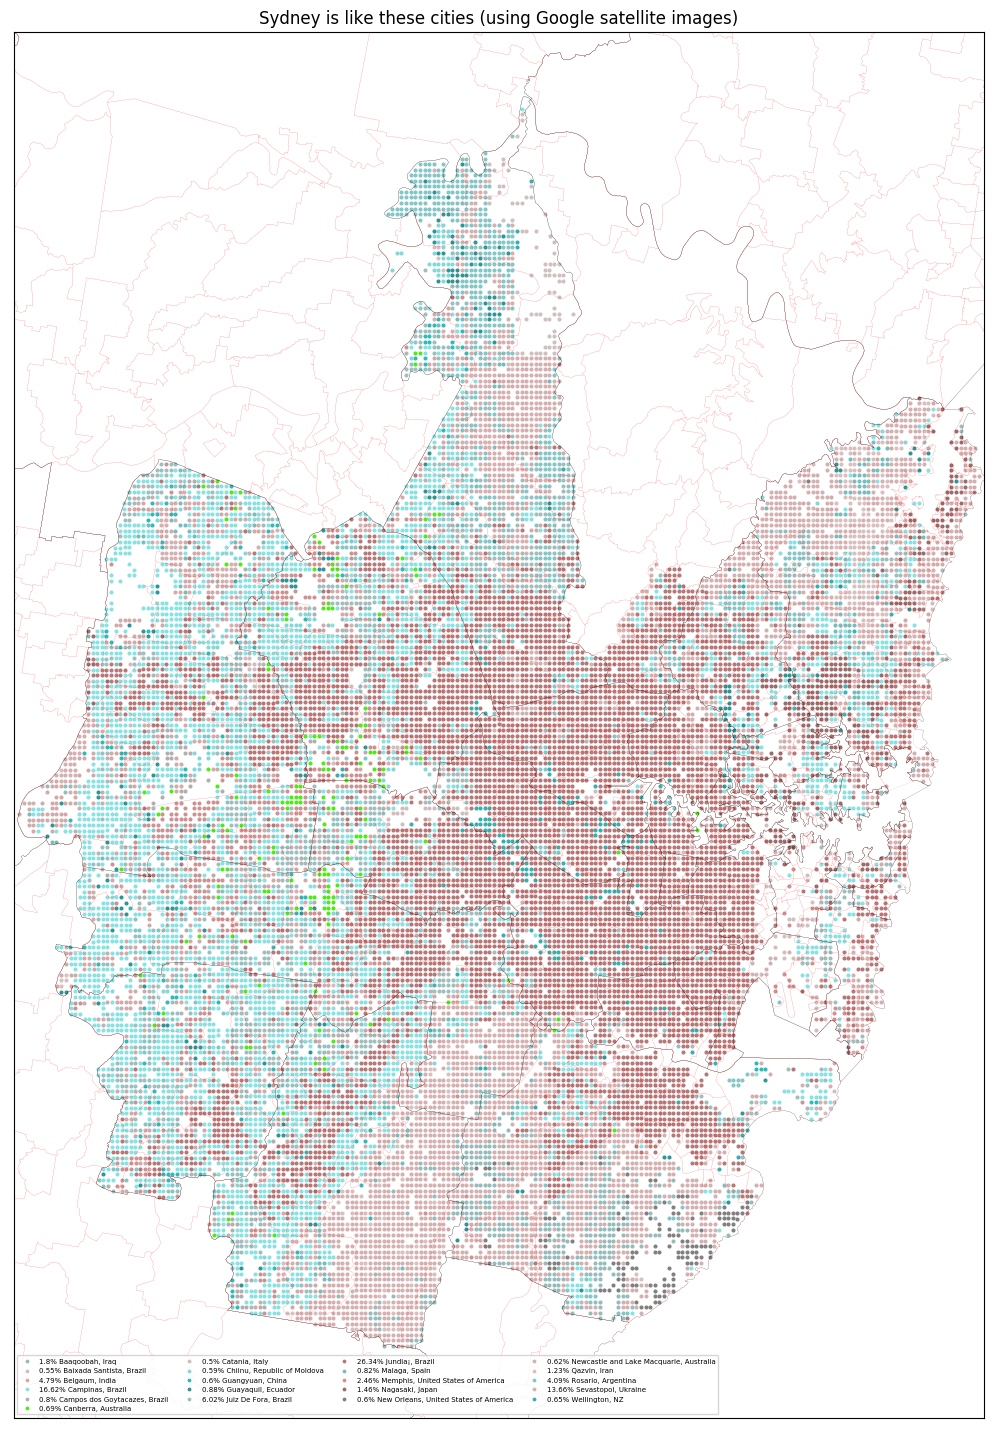 Sydney is like these cities (using Google satellite images)
1.8% Baaqoobah, Iraq
0.55% Baixada Santista, Brazil
4.79% Belgaum, India
16.62% Campinas, Brazil
0.8% Campos dos Goytacazes, Brazil
0.69% Canberra, Australia
0.5% Catania, Italy
0.59% Chiinu, Republic of Moldova
0.6% Guangyuan, China
0.88% Guayaquil, Ecuador
6.02% Juiz De Fora, Brazil
26.34% Jundia¡, Brazil
0.82% Malaga, Spain
2.46% Memphis, United States of America
1.46% Nagasaki, Japan
0.6% New Orleans, United States of America
0.62% Newcastle and Lake Macquarie, Australia
1.23% Qazvin, Iran
4.09% Rosario, Argentina
13.66% Sevastopol, Ukraine
0.65% Wellington, NZ